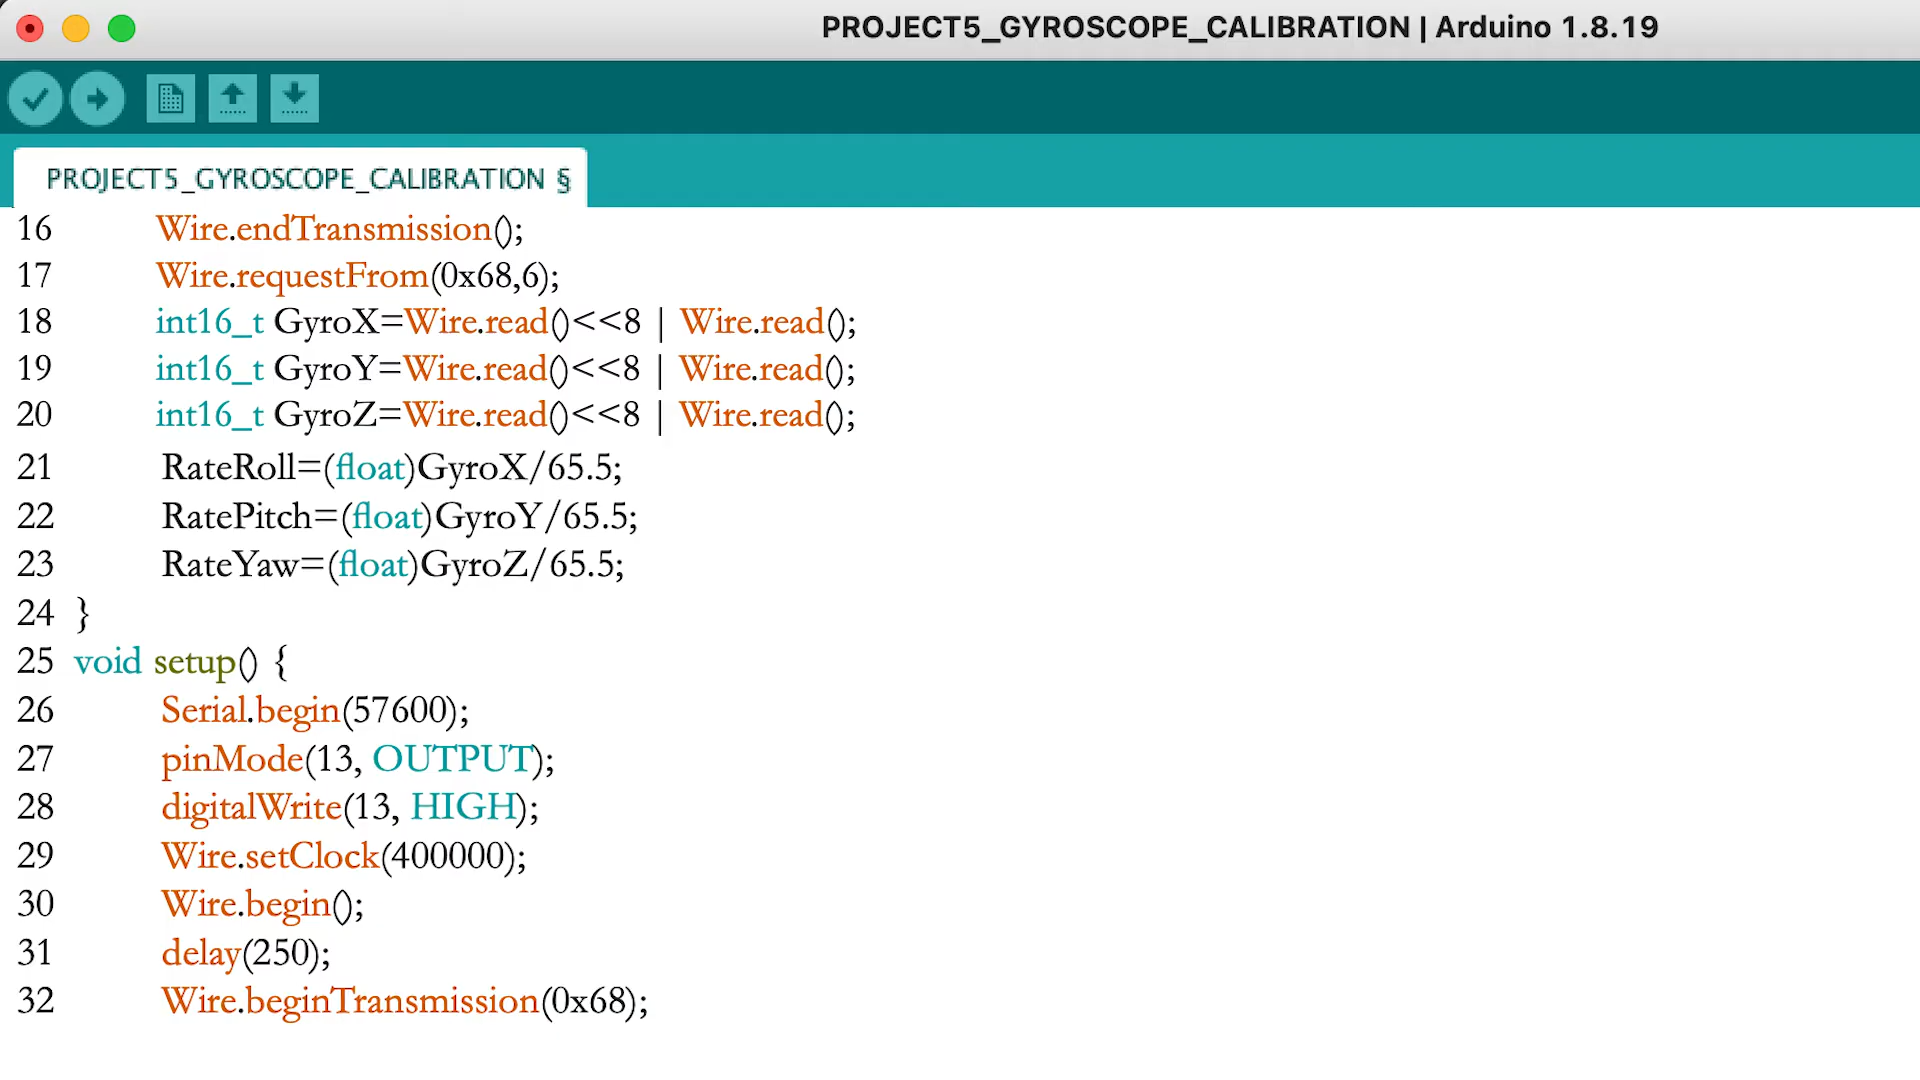 PROJECT5_GYROSCOPE_CALIBRATION | Arduino 1.8.19
PROJECT5_GYROSCOPE_CALIBRATION §
16 Wire.endTransmission();
17 Wire.requestFrom(0x68,6);
18 int16_t GyroX=Wire.read()<<8 | Wire.read();
19 int16_t GyroY=Wire.read()<<8 | Wire.read();
20 int16_t GyroZ=Wire.read()<<8 | Wire.read();
21 RateRoll=(float)GyroX/65.5;
22 RatePitch=(float)GyroY/65.5;
23 RateYaw=(float)GyroZ/65.5;
24 }
25 void setup() {
26 Serial.begin(57600);
27 pinMode(13, OUTPUT);
28 digitalWrite(13, HIGH);
29 Wire.setClock(400000);
30 Wire.begin();
31 delay(250);
32 Wire.beginTransmission(0x68);